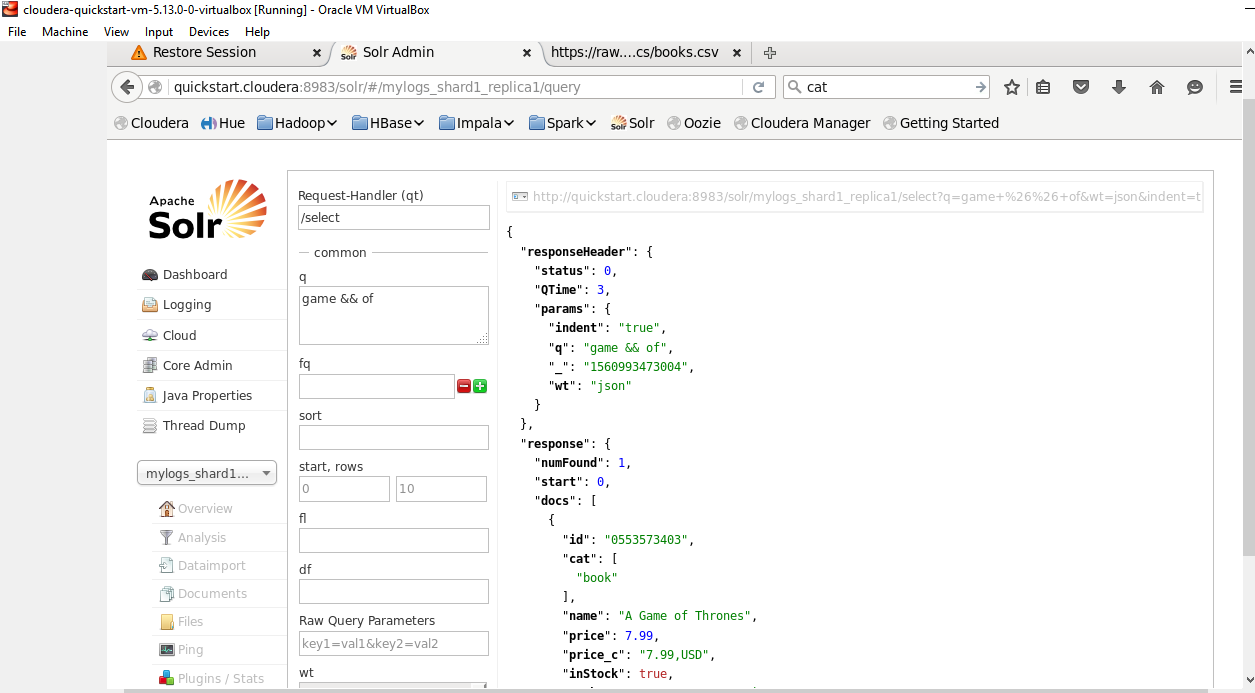 cloudera-quickstart-vm-5.13.0-0-virtualbox [Running] - Oracle VM VirtualBox
File Machine View Input Devices Help
Restore Session × Solr Admin × https://raw....cs/books.csv ×
quickstart.cloudera:8983/solr/#/mylogs_shard1_replica1/query cat
Cloudera Hue Hadoop HBase Impala Spark Solr Oozie Cloudera Manager Getting Started
Apache
Solr
Dashboard
Logging
Cloud
Core Admin
Java Properties
Thread Dump
mylogs_shard1...
Overview
Analysis
Dataimport
Documents
Files
Ping
Plugins / Stats
Request-Handler (qt)
/select
common
q
game && of
fq
sort
start, rows
0 10
fl
df
Raw Query Parameters
key1=val1&key2=val2
wt
http://quickstart.cloudera:8983/solr/mylogs_shard1_replica1/select?q=game+%26%26+of&wt=json&indent=t
{
"responseHeader": {
"status": 0,
"QTime": 3,
"params": {
"indent": "true",
"q": "game && of",
"_": "1560993473004",
"wt": "json"
}
},
"response": {
"numFound": 1,
"start": 0,
"docs": [
{
"id": "0553573403",
"cat": [
"book"
],
"name": "A Game of Thrones",
"price": 7.99,
"price_c": "7.99,USD",
"inStock": true,